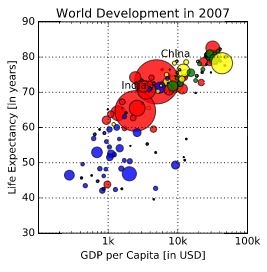 World Development in 2007
90
80
70
60
50
40
30
China
India
1k
10k
100k
GDP per Capita [in USD]
Life Expectancy [in years]